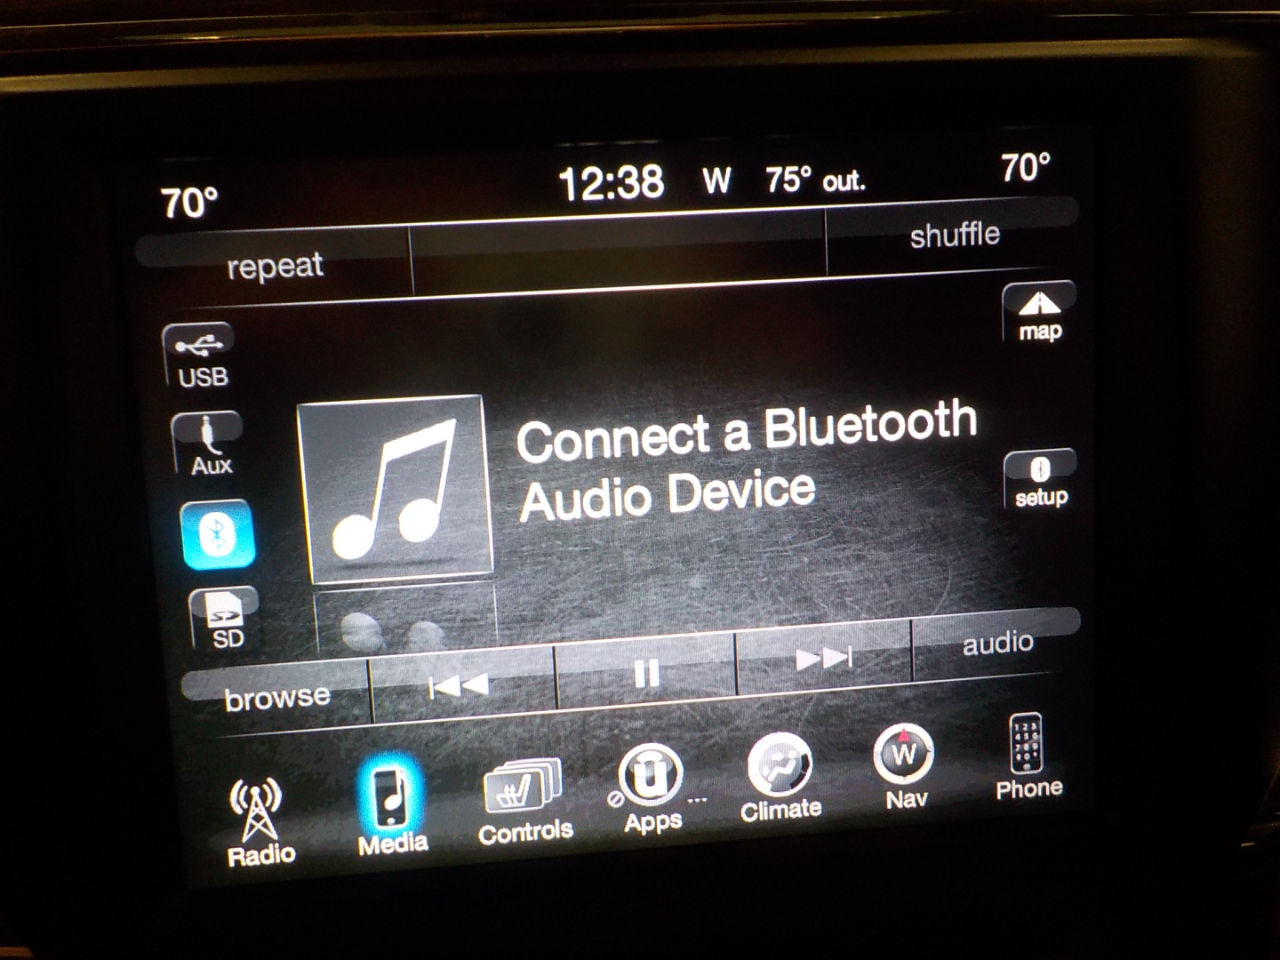 70° 12:38 W 75° out. 70°
repeat shuffle
USB
map
Aux
Connect a Bluetooth
Audio Device
setup
SD
browse audio
Radio Media Controls Apps ... Climate W Nav Phone